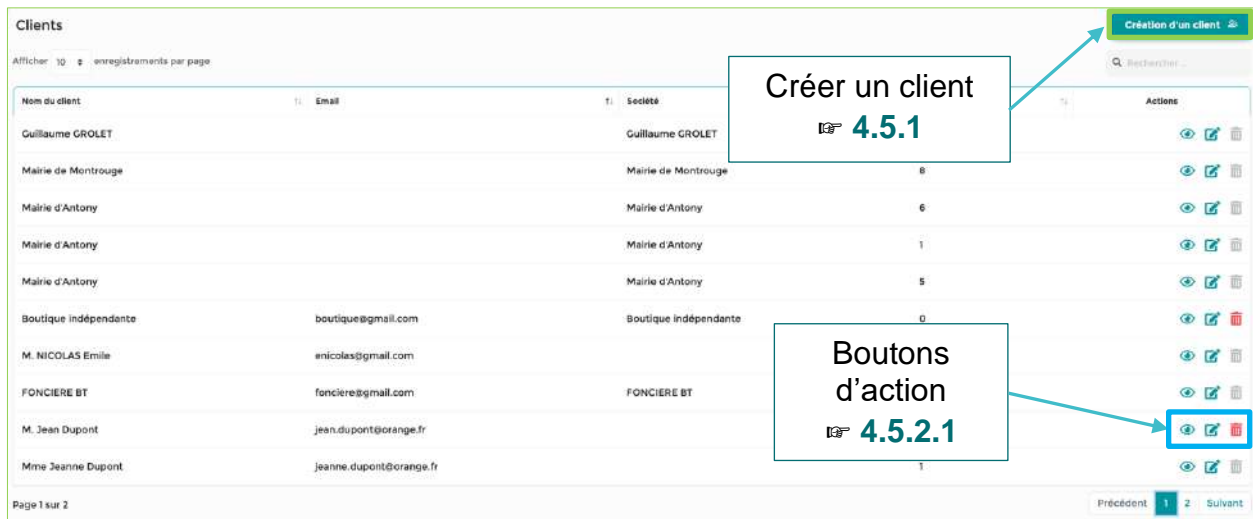 Clients
Création d'un client
Afficher 10 enregistrements par page
Rechercher ...
Créer un client
☞ 4.5.1
Nom du client Email Société Actions
Guillaume GROLET Guillaume GROLET
Mairie de Montrouge Mairie de Montrouge 8
Mairie d'Antony Mairie d'Antony 6
Mairie d'Antony Mairie d'Antony 1
Mairie d'Antony Mairie d'Antony 5
Boutique indépendante boutique@gmail.com Boutique indépendante 0
M. NICOLAS Emile enicolas@gmail.com
FONCIERE BT fonciere@gmail.com FONCIERE BT
Boutons
d'action
☞ 4.5.2.1
M. Jean Dupont jean.dupont@orange.fr
Mme Jeanne Dupont jeanne.dupont@orange.fr 1
Page 1 sur 2
Précédent 1 2 Suivant